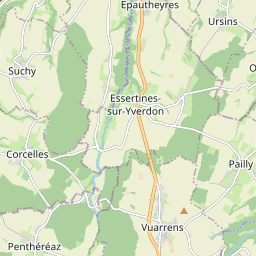 Epautheyres
Ursins
Suchy
Essertines-
sur-Yverdon
Corcelles
Pailly
Vuarrens
Penthéréaz